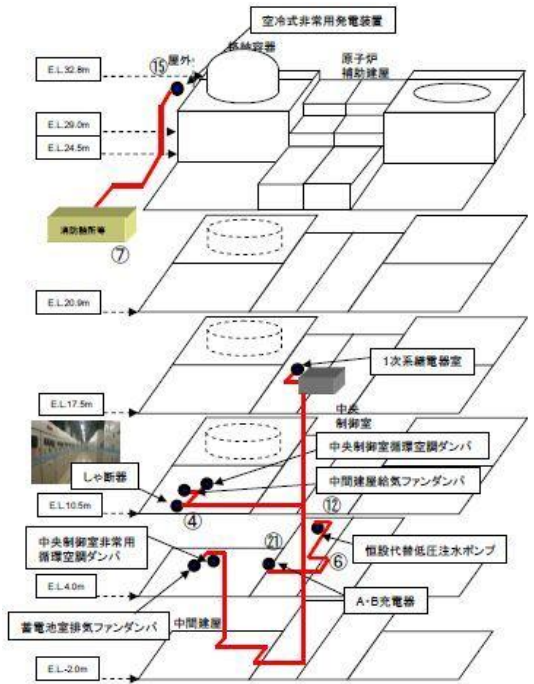 空冷式非常用発電装置
格納容器
屋外
⑮
原子炉
補助建屋
E.L.32.8m
E.L.29.0m
E.L.24.5m
⑦
E.L.20.9m
1次系継電器室
E.L.17.5m
中央
制御室
中央制御室循環空調ダンパ
中間建屋給気ファンダンパ
しゃ断器
E.L.10.5m
④
⑫
中央制御室非常用
循環空調ダンパ
㉑
⑥
恒設代替低圧注水ポンプ
E.L.4.0m
A・B充電器
蓄電池室排気ファンダンパ
中間建屋
E.L.-2.0m